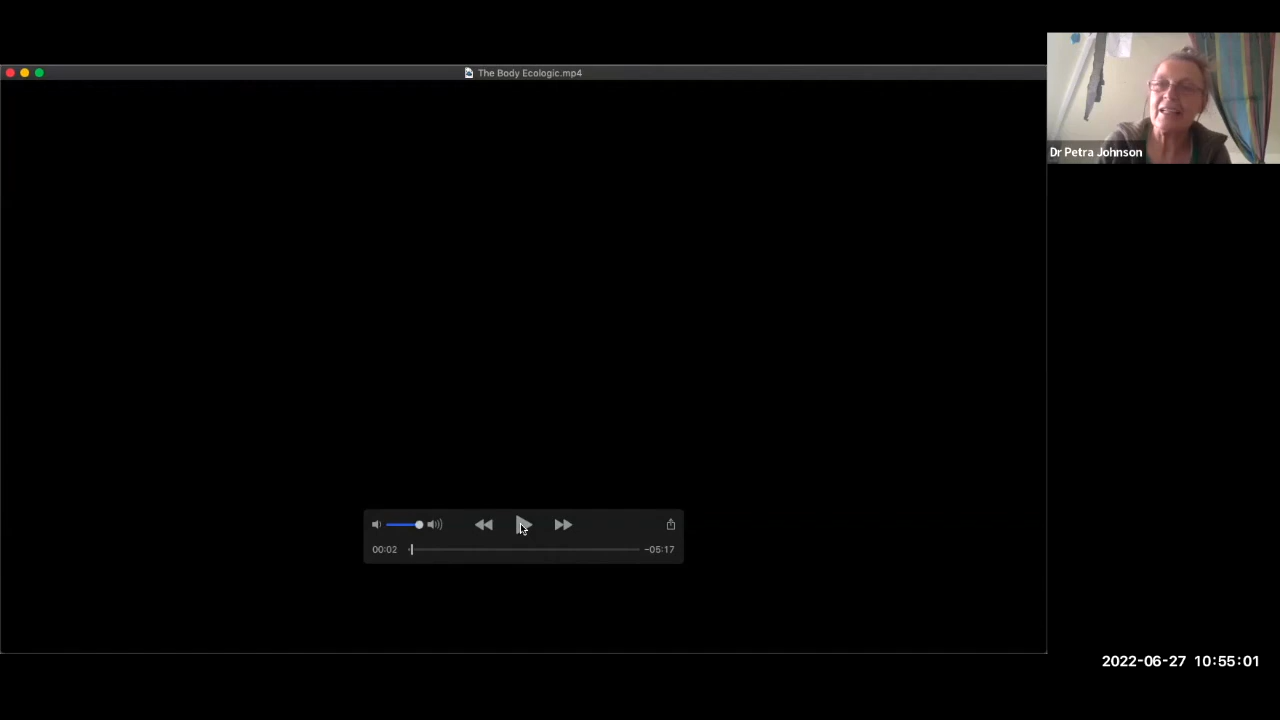 The Body Ecologic.mp4
Dr Petra Johnson
00:02
-05:17
2022-06-27 10:55:01